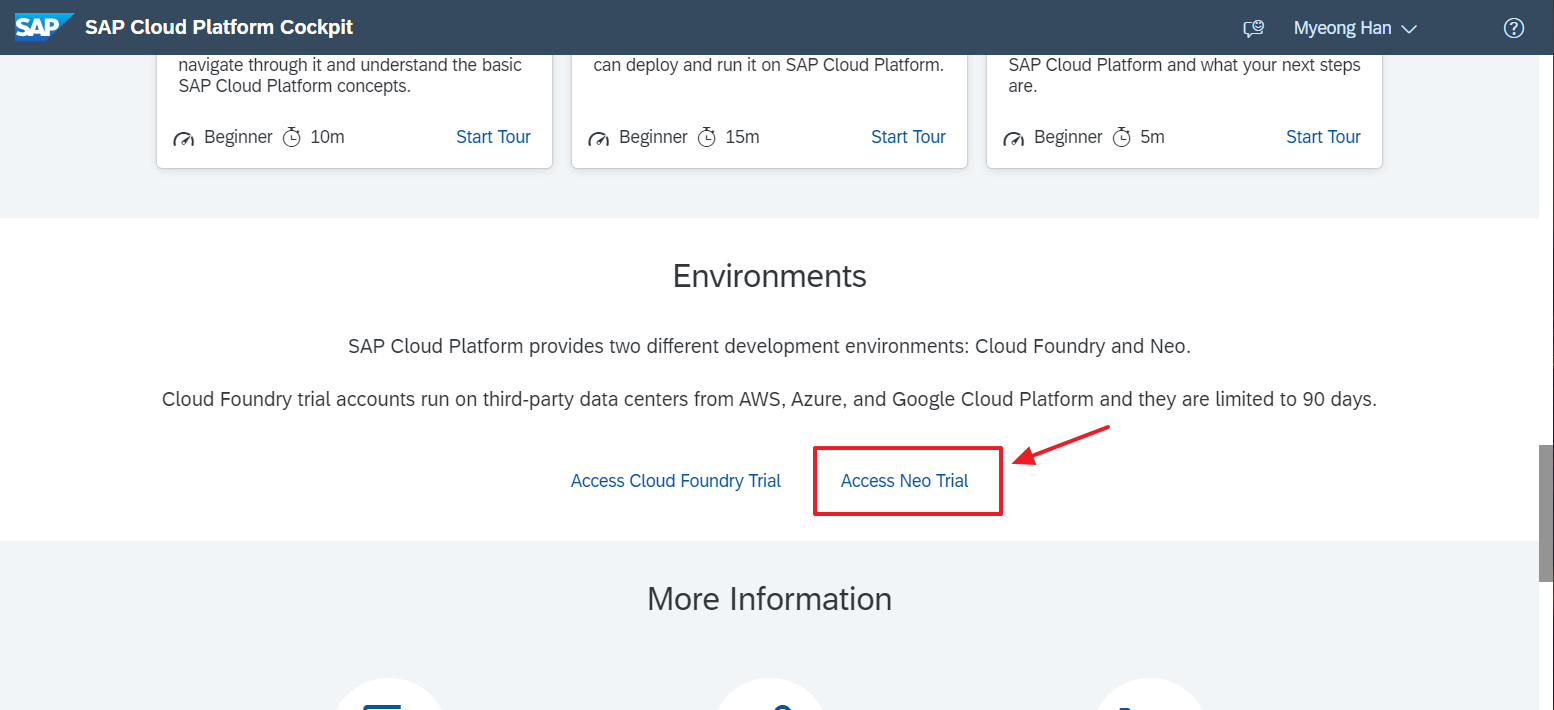 SAP SAP Cloud Platform Cockpit Myeong Han
navigate through it and understand the basic
SAP Cloud Platform concepts.
Beginner 10m Start Tour
can deploy and run it on SAP Cloud Platform.
Beginner 15m Start Tour
SAP Cloud Platform and what your next steps
are.
Beginner 5m Start Tour
Environments
SAP Cloud Platform provides two different development environments: Cloud Foundry and Neo.
Cloud Foundry trial accounts run on third-party data centers from AWS, Azure, and Google Cloud Platform and they are limited to 90 days.
Access Cloud Foundry Trial Access Neo Trial
More Information